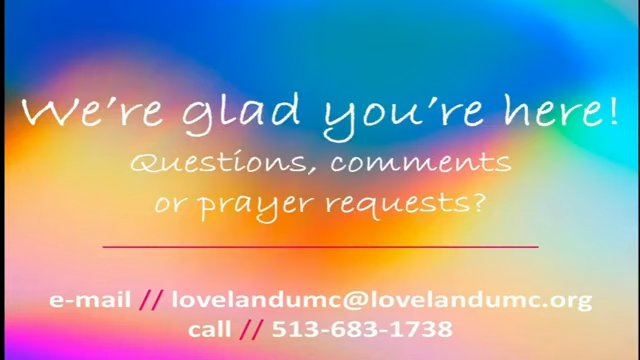 We're glad you're here!
Questions, comments
or prayer requests?
e-mail // lovelandumc@lovelandumc.org
call // 513-683-1738